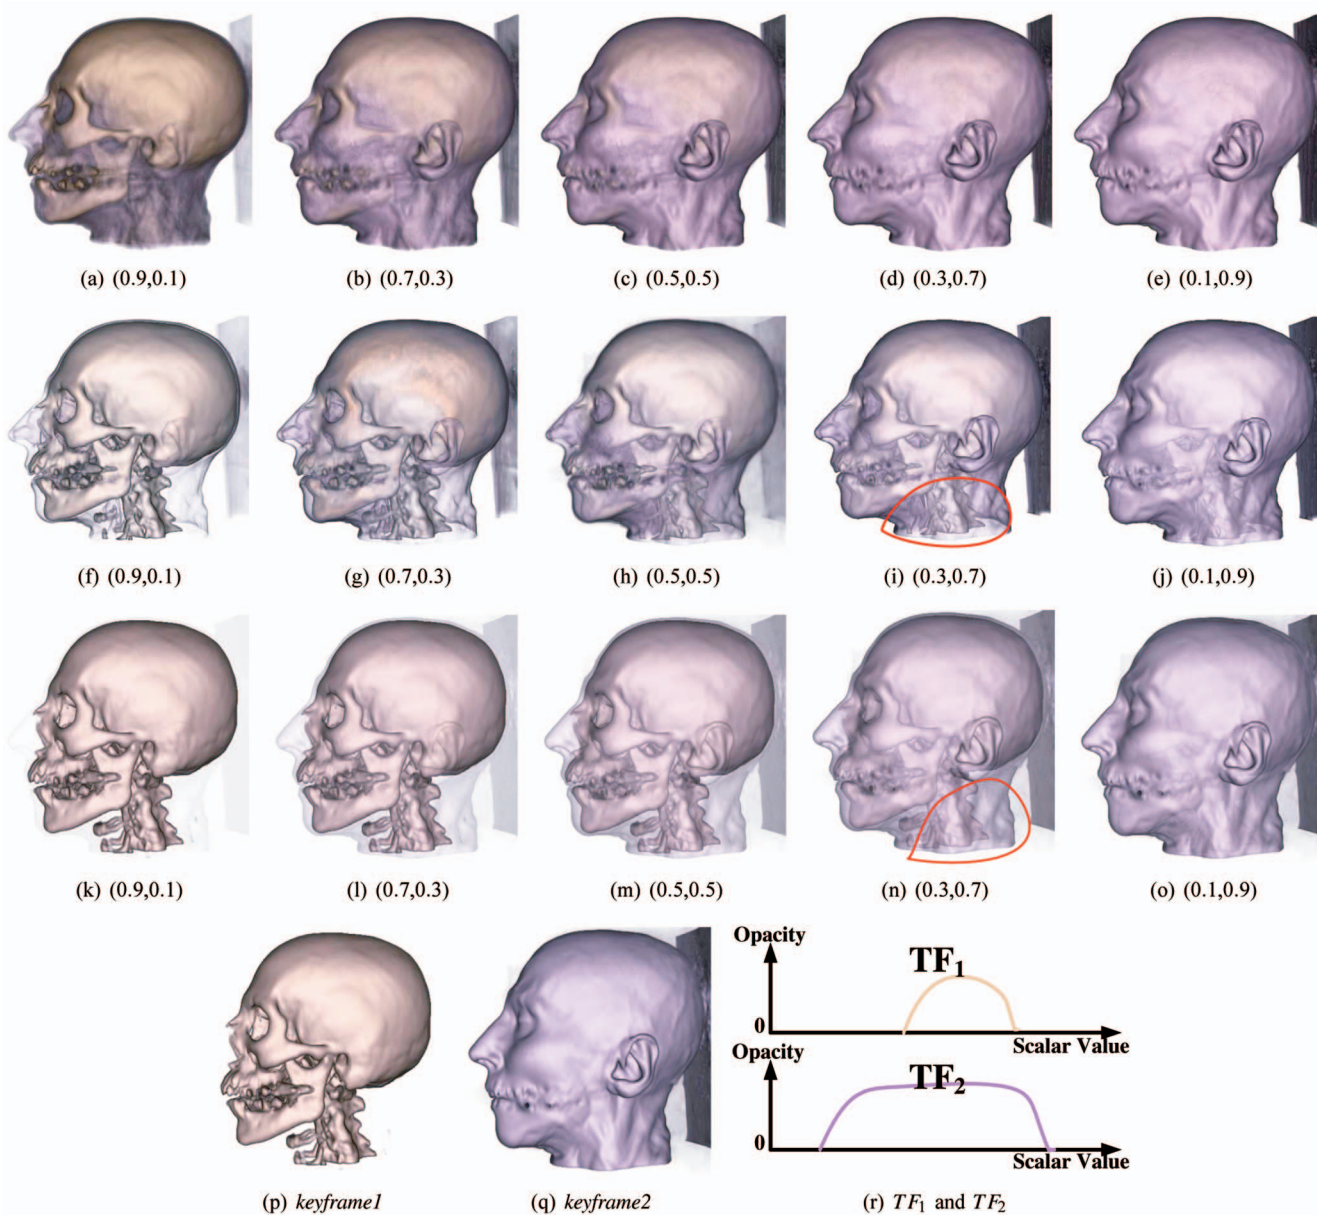 (a) (0.9,0.1) (b) (0.7,0.3) (c) (0.5,0.5) (d) (0.3,0.7) (e) (0.1,0.9)
(f) (0.9,0.1) (g) (0.7,0.3) (h) (0.5,0.5) (i) (0.3,0.7) (j) (0.1,0.9)
(k) (0.9,0.1) (l) (0.7,0.3) (m) (0.5,0.5) (n) (0.3,0.7) (o) (0.1,0.9)
Opacity
TF₁
0
Scalar Value
Opacity
TF₂
0
Scalar Value
(p) keyframe1 (q) keyframe2 (r) TF₁ and TF₂